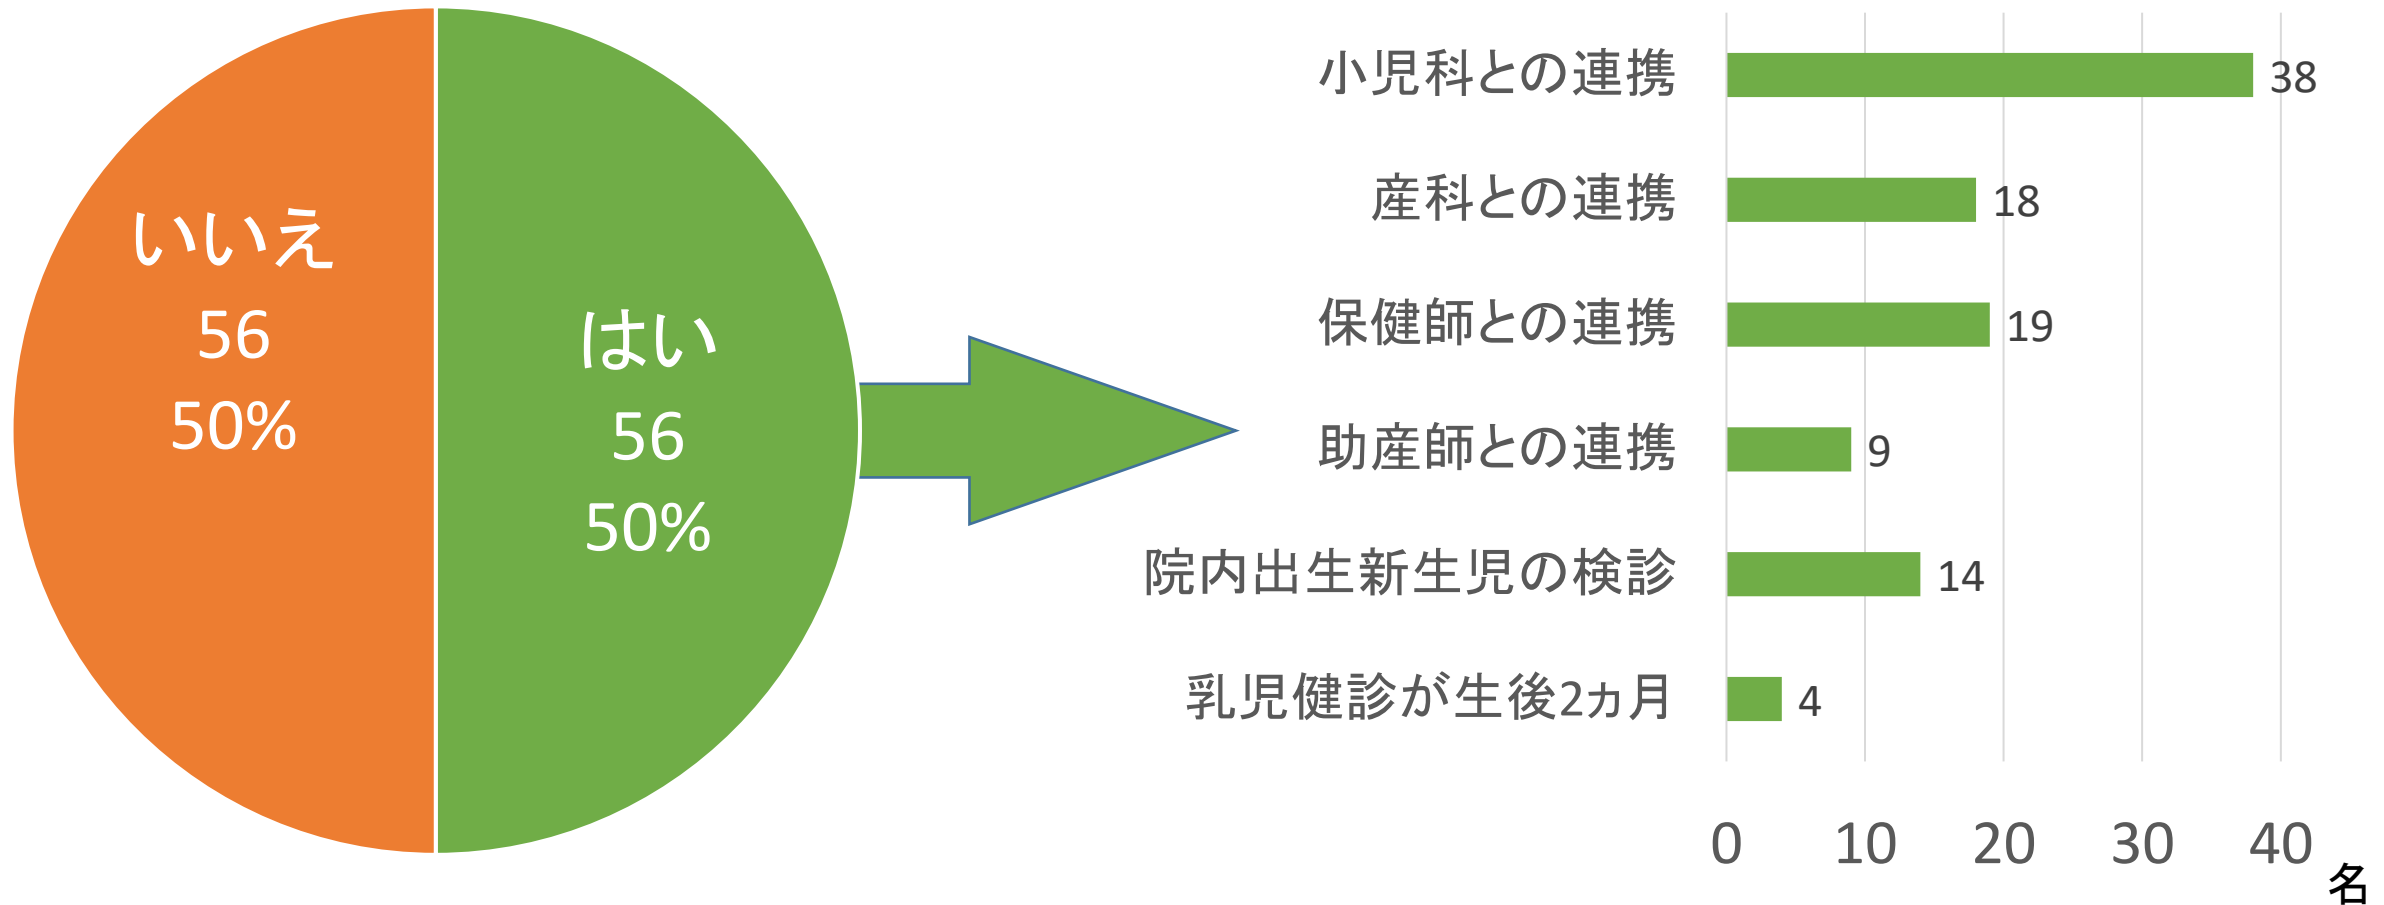 いいえ
56
50%
はい
56
50%
小児科との連携
38
産科との連携
18
保健師との連携
19
助産師との連携
9
院内出生新生児の検診
14
乳児健診が生後2ヵ月
4
0 10 20 30 40
名